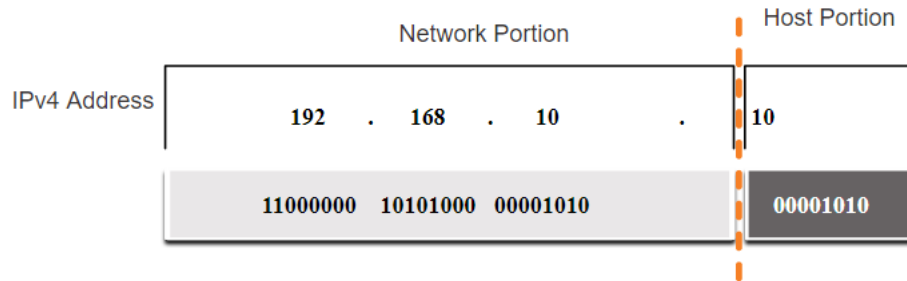 Network Portion
Host Portion
IPv4 Address
192 . 168 . 10 . 10
11000000 10101000 00001010 00001010